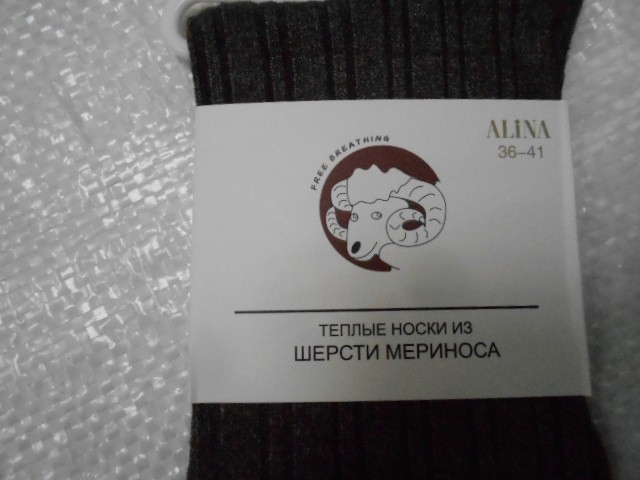 ALiNA
36–41
FREE BREATHING
ТЕПЛЫЕ НОСКИ ИЗ
ШЕРСТИ МЕРИНОСА